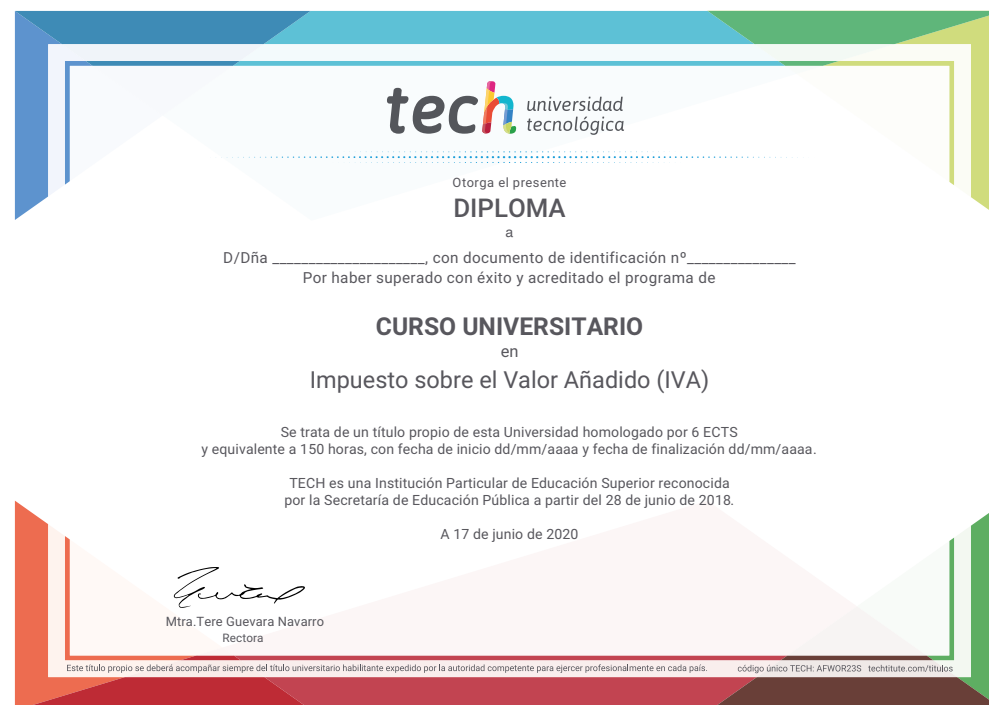 tech universidad
tecnológica
Otorga el presente
DIPLOMA
a
D/Dña ______________________, con documento de identificación nº_______________
Por haber superado con éxito y acreditado el programa de
CURSO UNIVERSITARIO
en
Impuesto sobre el Valor Añadido (IVA)
Se trata de un título propio de esta Universidad homologado por 6 ECTS
y equivalente a 150 horas, con fecha de inicio dd/mm/aaaa y fecha de finalización dd/mm/aaaa.
TECH es una Institución Particular de Educación Superior reconocida
por la Secretaría de Educación Pública a partir del 28 de junio de 2018.
A 17 de junio de 2020
Mtra.Tere Guevara Navarro
Rectora
Este título propio se deberá acompañar siempre del título universitario habilitante expedido por la autoridad competente para ejercer profesionalmente en cada país. código único TECH: AFWOR23S techtitute.com/titulos